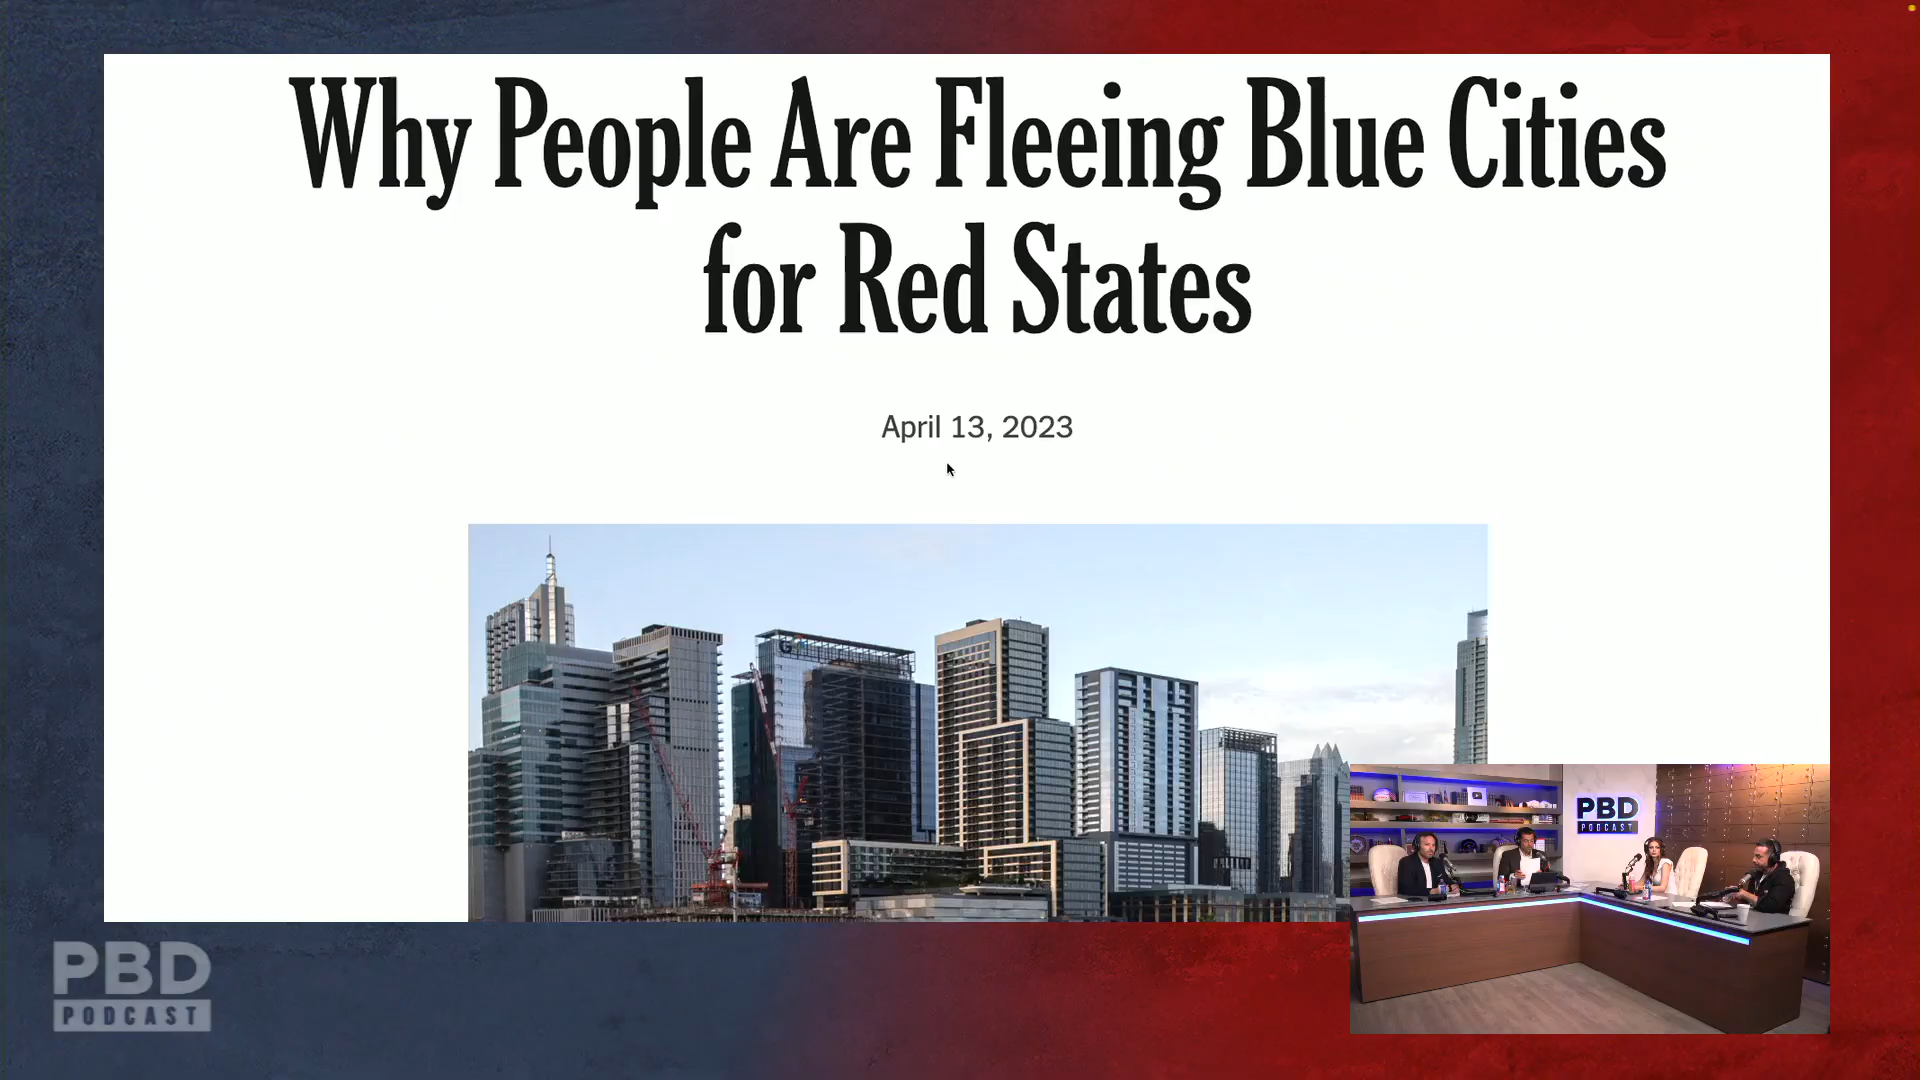 Why People Are Fleeing Blue Cities
for Red States
April 13, 2023
PBD
PODCAST
PBD
PODCAST